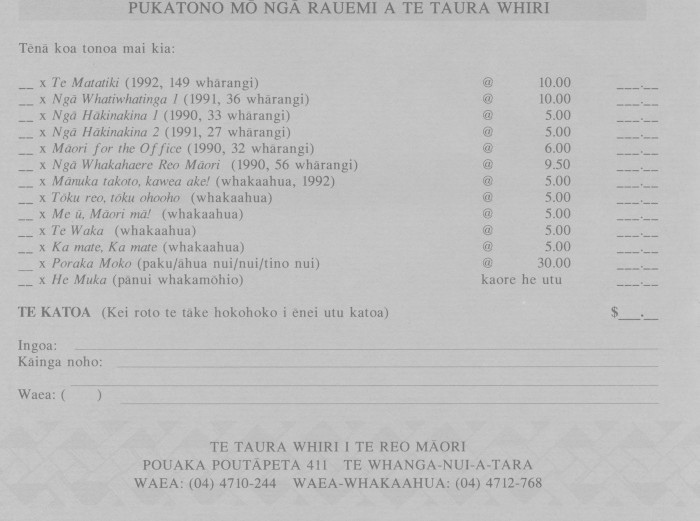 PUKATONO MŌ NGĀ RAUEMI A TE TAURA WHIRI
Tēnā koa tonoa mai kia:
__ x Te Matatiki (1992, 149 whārangi) @ 10.00 ___.__
__ x Ngā Whatiwhatinga 1 (1991, 36 whārangi) @ 10.00 ___.__
__ x Ngā Hākinakina 1 (1990, 33 whārangi) @ 5.00 ___.__
__ x Ngā Hākinakina 2 (1991, 27 whārangi) @ 5.00 ___.__
__ x Māori for the Office (1990, 32 whārangi) @ 6.00 ___.__
__ x Ngā Whakahaere Reo Māori (1990, 56 whārangi) @ 9.50 ___.__
__ x Mānuka takoto, kawea ake! (whakaahua, 1992) @ 5.00 ___.__
__ x Tōku reo, tōku ohooho (whakaahua) @ 5.00 ___.__
__ x Me ū, Māori mā! (whakaahua) @ 5.00 ___.__
__ x Te Waka (whakaahua) @ 5.00 ___.__
__ x Ka mate, Ka mate (whakaahua) @ 5.00 ___.__
__ x Poraka Moko (paku/āhua nui/nui/tino nui) @ 30.00 ___.__
__ x He Muka (pānui whakamōhio) kaore he utu ___.__
TE KATOA (Kei roto te tāke hokohoko i ēnei utu katoa) $___.__
Ingoa:
Kāinga noho:
Waea: ( )
TE TAURA WHIRI I TE REO MĀORI
POUAKA POUTĀPETA 411 TE WHANGA-NUI-A-TARA
WAEA: (04) 4710-244 WAEA-WHAKAAHUA: (04) 4712-768